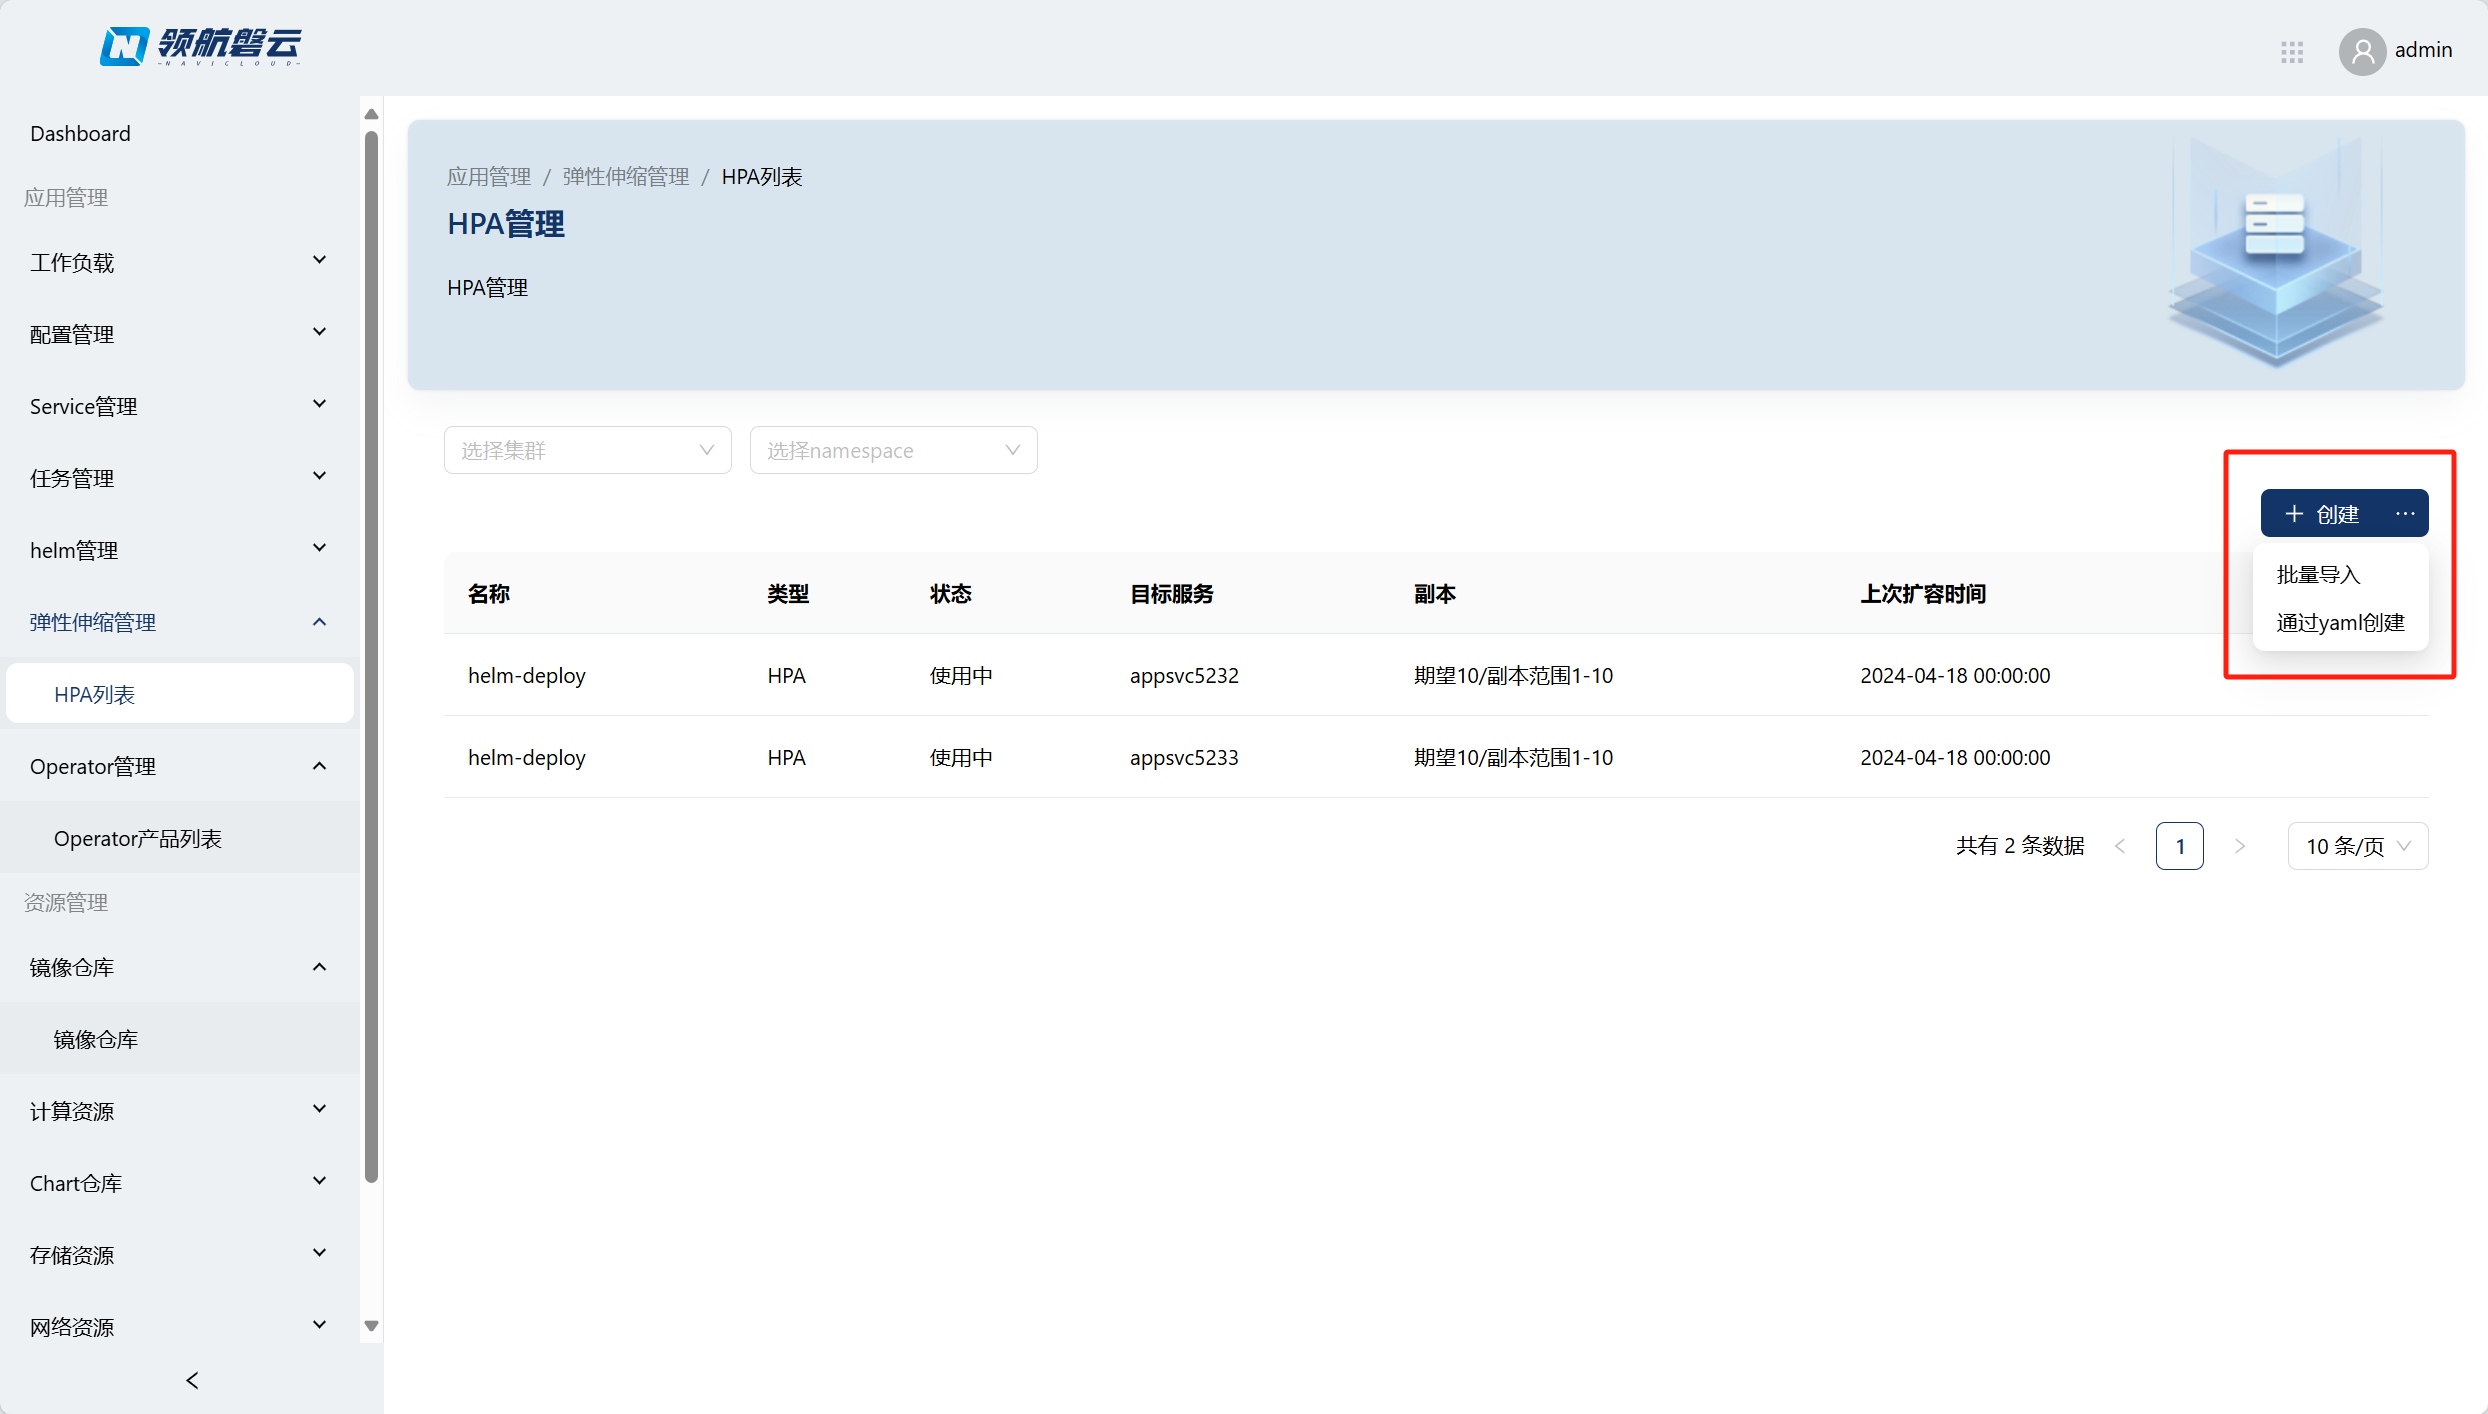 领航磐云
-NAVICLOUD-
admin
Dashboard
应用管理
工作负载
配置管理
Service管理
任务管理
helm管理
弹性伸缩管理
HPA列表
Operator管理
Operator产品列表
资源管理
镜像仓库
镜像仓库
计算资源
Chart仓库
存储资源
网络资源
应用管理 / 弹性伸缩管理 / HPA列表
HPA管理
HPA管理
选择集群 选择namespace
+ 创建 ···
批量导入
通过yaml创建
名称 类型 状态 目标服务 副本 上次扩容时间
helm-deploy HPA 使用中 appsvc5232 期望10/副本范围1-10 2024-04-18 00:00:00
helm-deploy HPA 使用中 appsvc5233 期望10/副本范围1-10 2024-04-18 00:00:00
共有 2 条数据 < 1 > 10 条/页